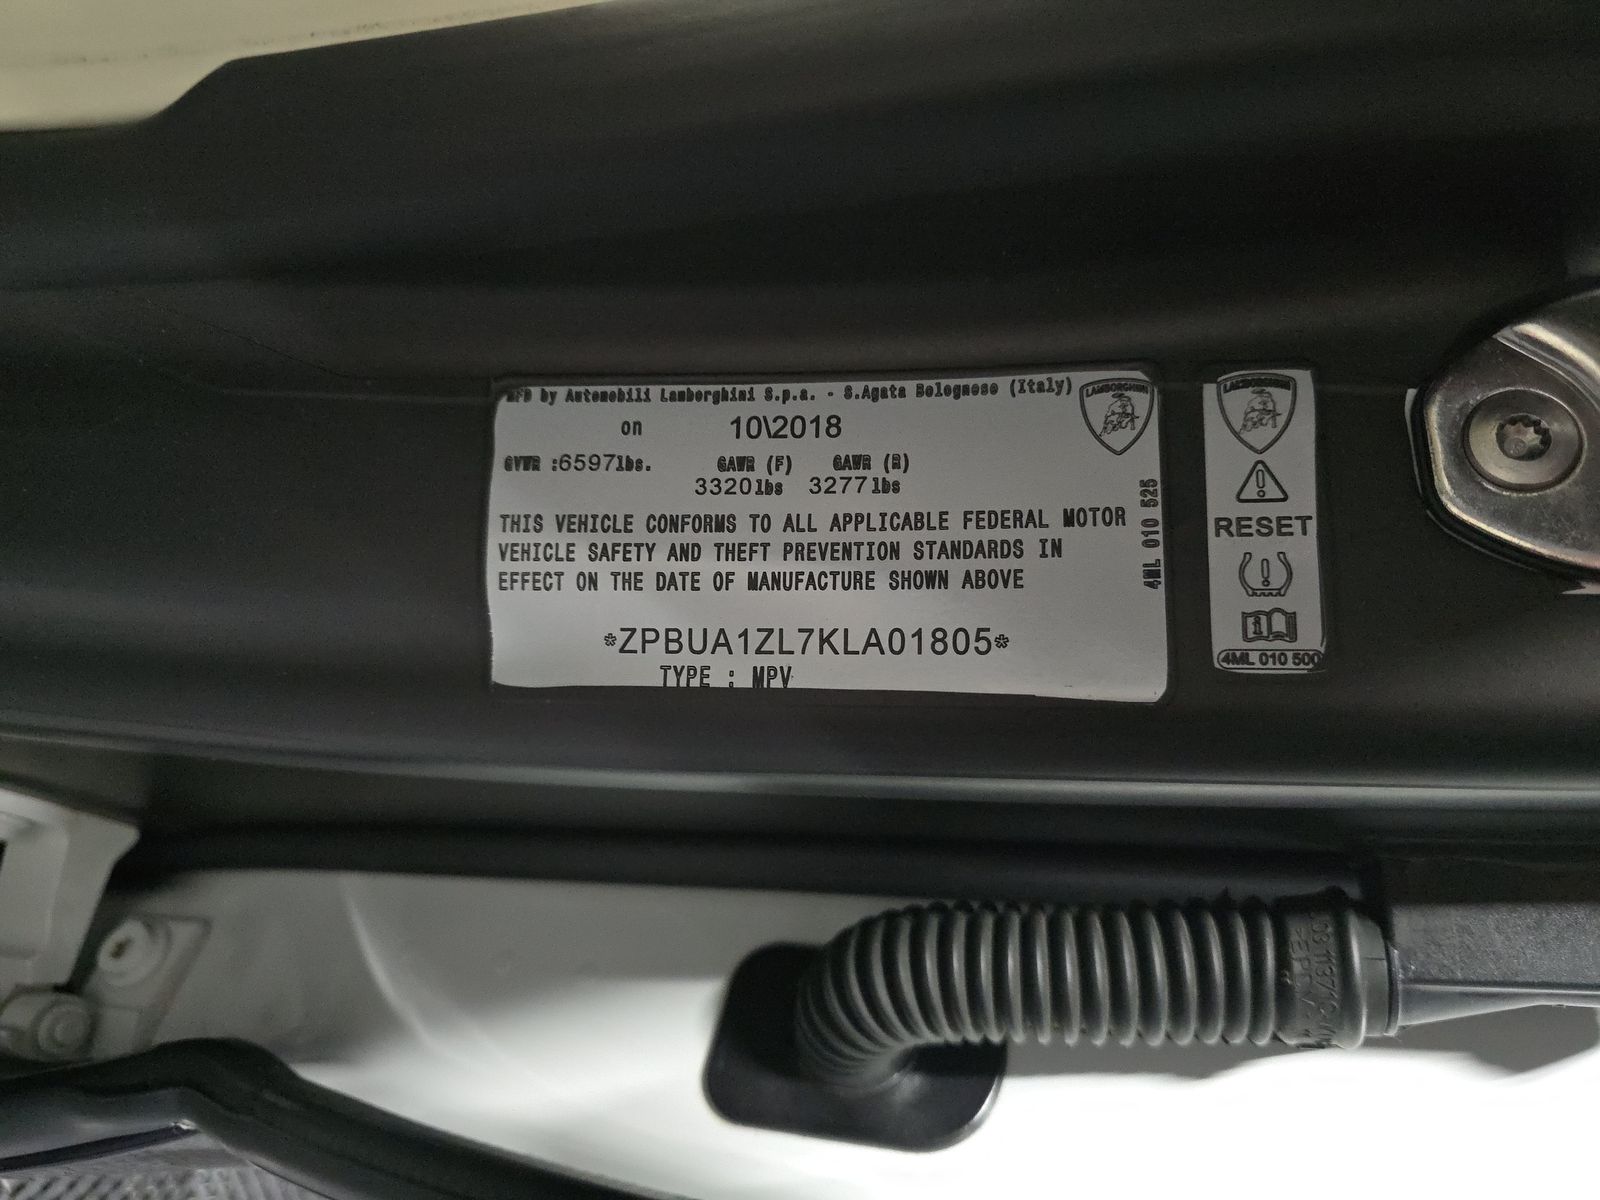 MFD by Automobili Lamborghini S.p.a. - S.Agata Bolognese (Italy)
on 10\2018
GVWR :6597lbs. GAWR (F) GAWR (R)
3320lbs 3277lbs
THIS VEHICLE CONFORMS TO ALL APPLICABLE FEDERAL MOTOR
VEHICLE SAFETY AND THEFT PREVENTION STANDARDS IN
EFFECT ON THE DATE OF MANUFACTURE SHOWN ABOVE
*ZPBUA1ZL7KLA01805*
TYPE : MPV
4ML 010 525
LAMBORGHINI
LAMBORGHINI
RESET
4ML 010 500